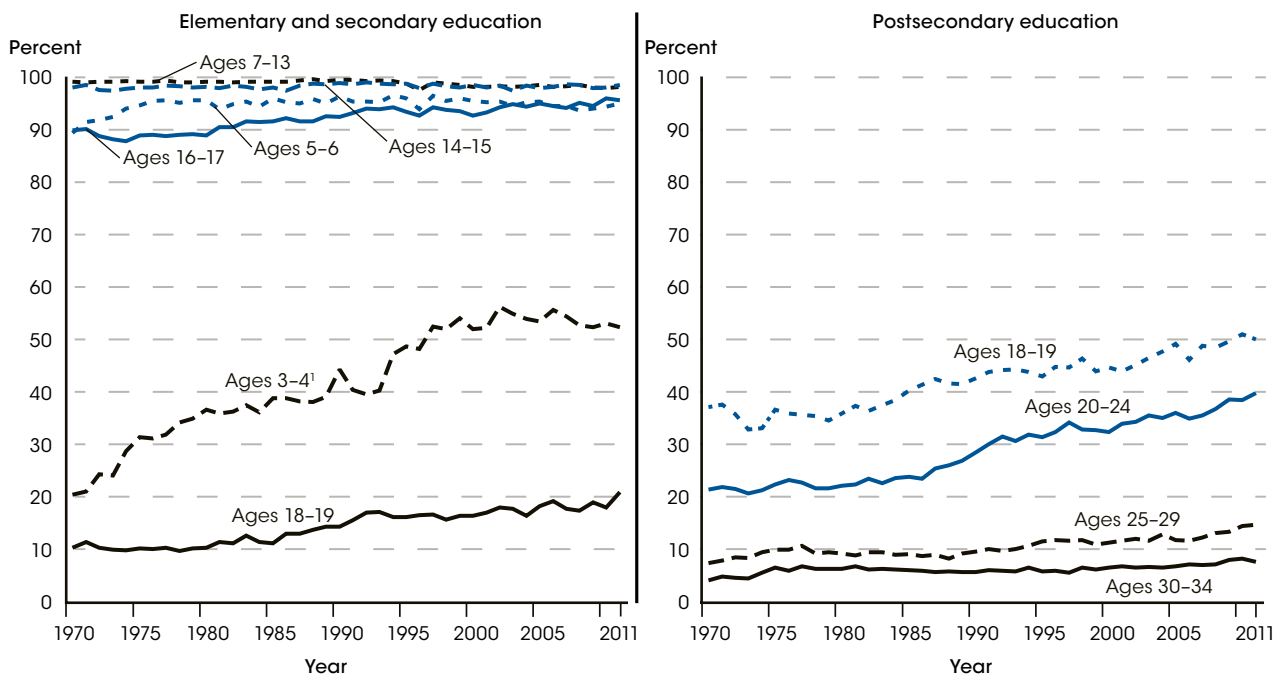 Elementary and secondary education
Percent
100
90
80
70
60
50
40
30
20
10
0
Ages 7–13
Ages 16–17
Ages 5–6
Ages 14–15
Ages 3–4¹
Ages 18–19
1970 1975 1980 1985 1990 1995 2000 2005 2011
Year
Postsecondary education
Percent
100
90
80
70
60
50
40
30
20
10
0
Ages 18–19
Ages 20–24
Ages 25–29
Ages 30–34
1970 1975 1980 1985 1990 1995 2000 2005 2011
Year